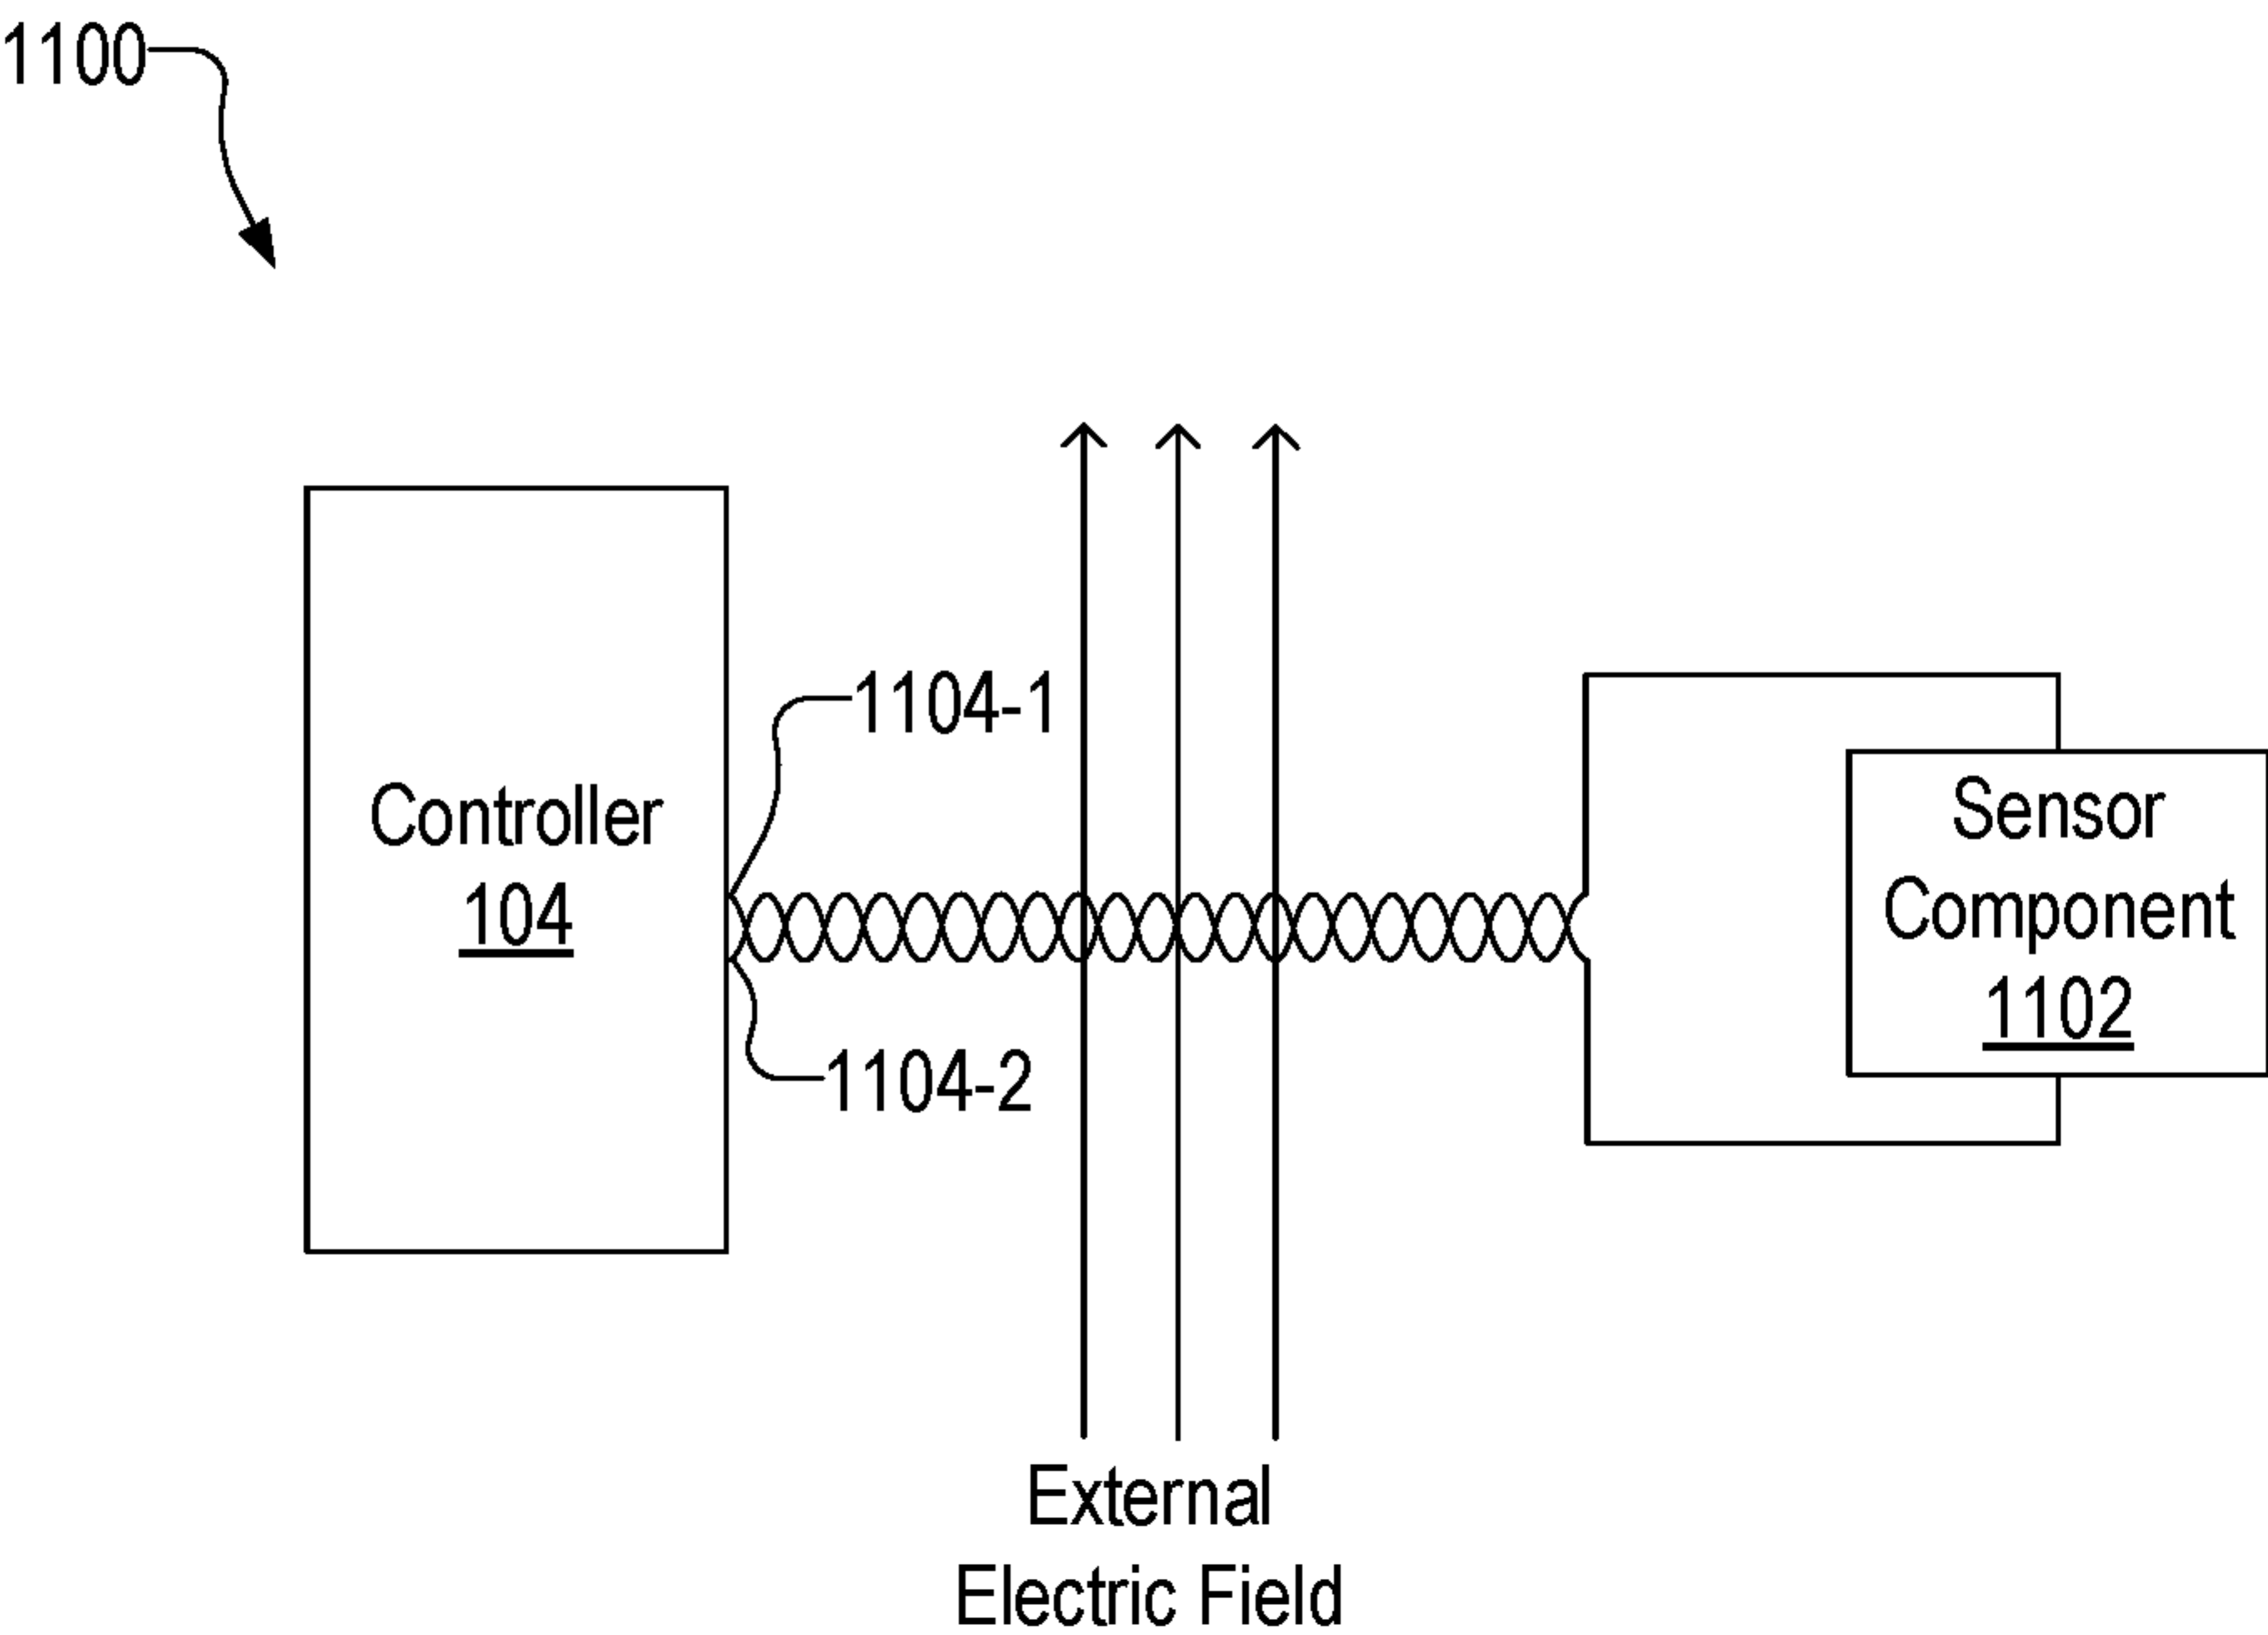 1100
1104-1
Controller
104
Sensor
Component
1102
1104-2
External
Electric Field